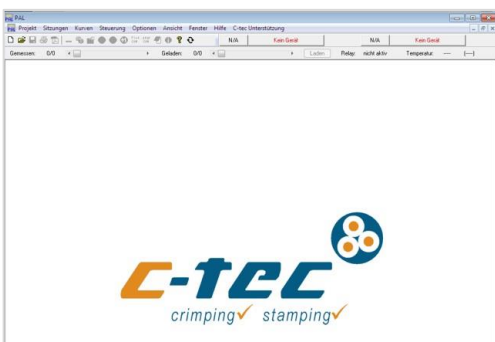 PAL
Projekt Sitzungen Kurven Steuerung Optionen Ansicht Fenster Hilfe C-tec Unterstützung
N/A Kein Gerät N/A Kein Gerät
Gemessen: 0/0 Geladen: 0/0 Laden Relay: nicht aktiv Temperatur: ---- |----|
c-tec
crimping stamping